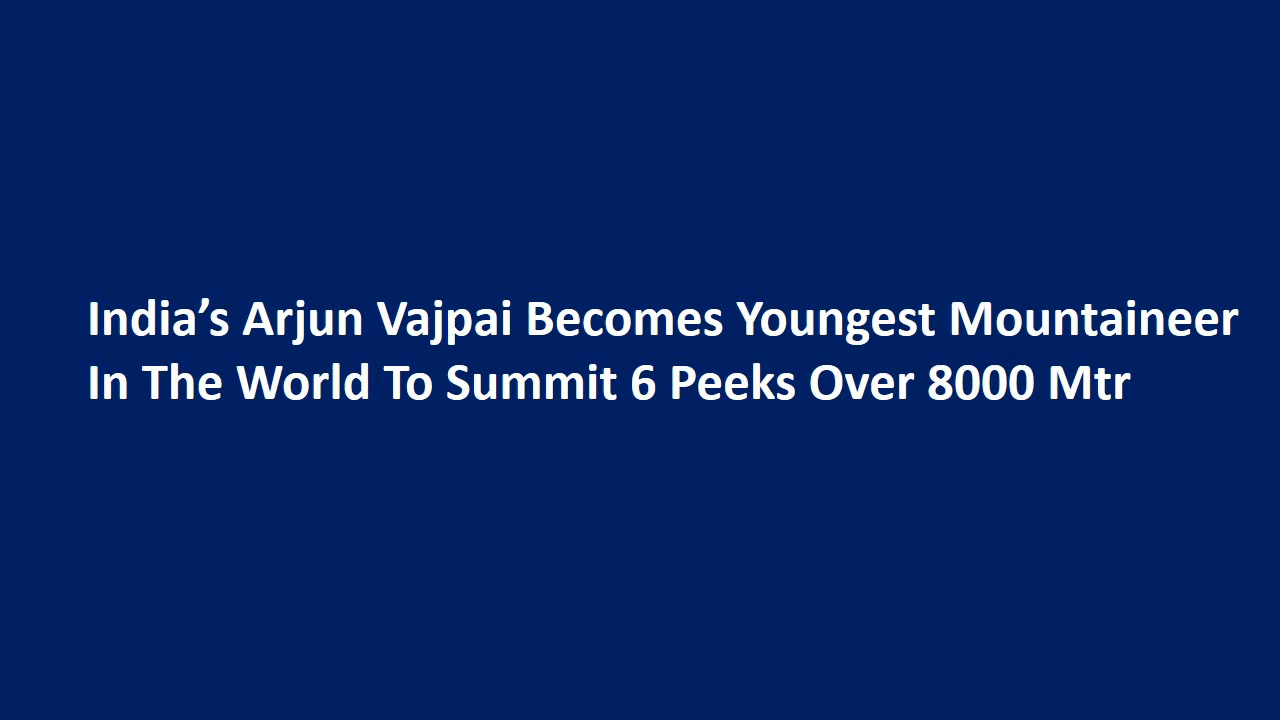 India’s Arjun Vajpai Becomes Youngest Mountaineer
In The World To Summit 6 Peeks Over 8000 Mtr